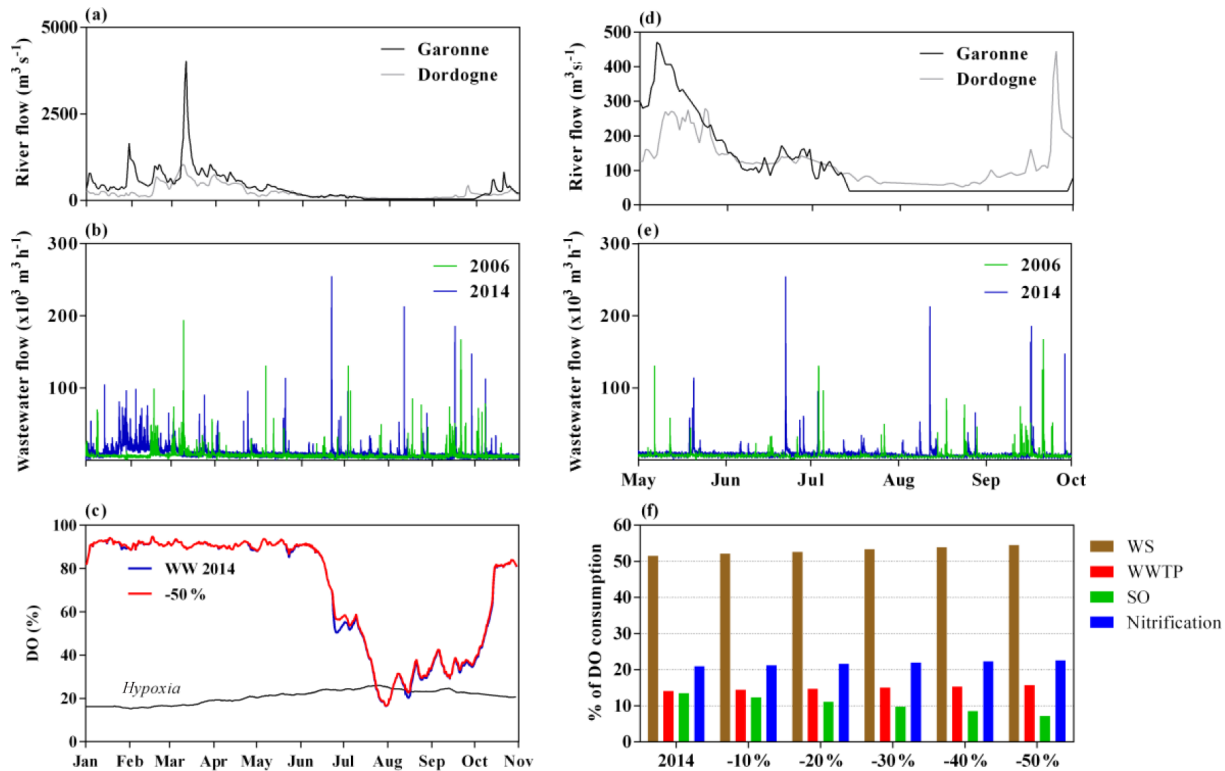 (a)
River flow (m³ s⁻¹)
5000
2500
0
Garonne
Dordogne
(d)
River flow (m³ s⁻¹)
500
400
300
200
100
0
Garonne
Dordogne
(b)
Wastewater flow (x10³ m³ h⁻¹)
300
200
100
2006
2014
(e)
Wastewater flow (x10³ m³ h⁻¹)
300
200
100
2006
2014
May Jun Jul Aug Sep Oct
(c)
DO (%)
100
80
60
40
20
0
WW 2014
-50 %
Hypoxia
Jan Feb Mar Apr May Jun Jul Aug Sep Oct Nov
(f)
% of DO consumption
60
50
40
30
20
10
0
2014 -10 % -20 % -30 % -40 % -50 %
WS
WWTP
SO
Nitrification